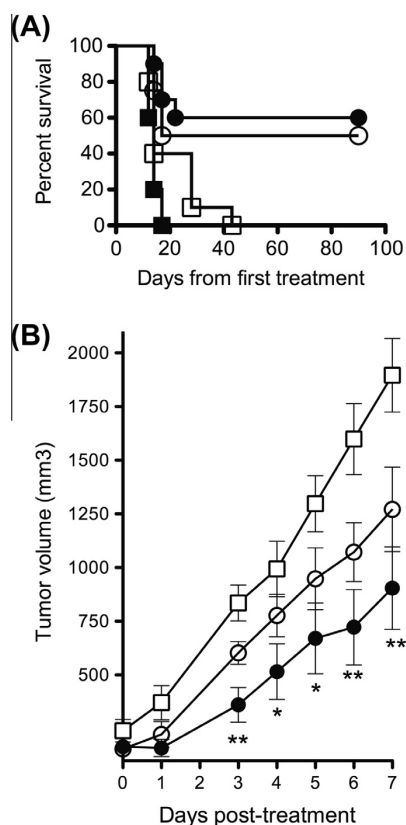 (A)
100
80
60
40
20
0
Percent survival
0 20 40 60 80 100
Days from first treatment
(B)
2000
1750
1500
1250
1000
750
500
Tumor volume (mm3)
** * * ** **
0 1 2 3 4 5 6 7
Days post-treatment